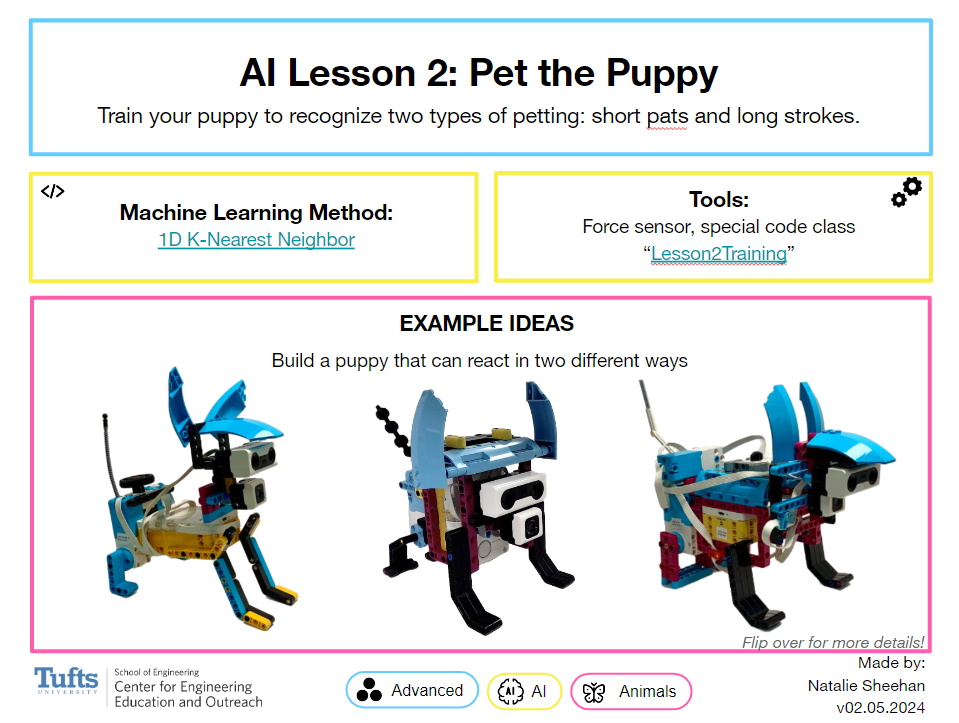 AI Lesson 2: Pet the Puppy
Train your puppy to recognize two types of petting: short pats and long strokes.
</>
Machine Learning Method:
1D K-Nearest Neighbor
Tools:
Force sensor, special code class
“Lesson2Training”
EXAMPLE IDEAS
Build a puppy that can react in two different ways
Flip over for more details!
Tufts
UNIVERSITY
School of Engineering
Center for Engineering
Education and Outreach
Advanced
AI
AI
Animals
Made by:
Natalie Sheehan
v02.05.2024